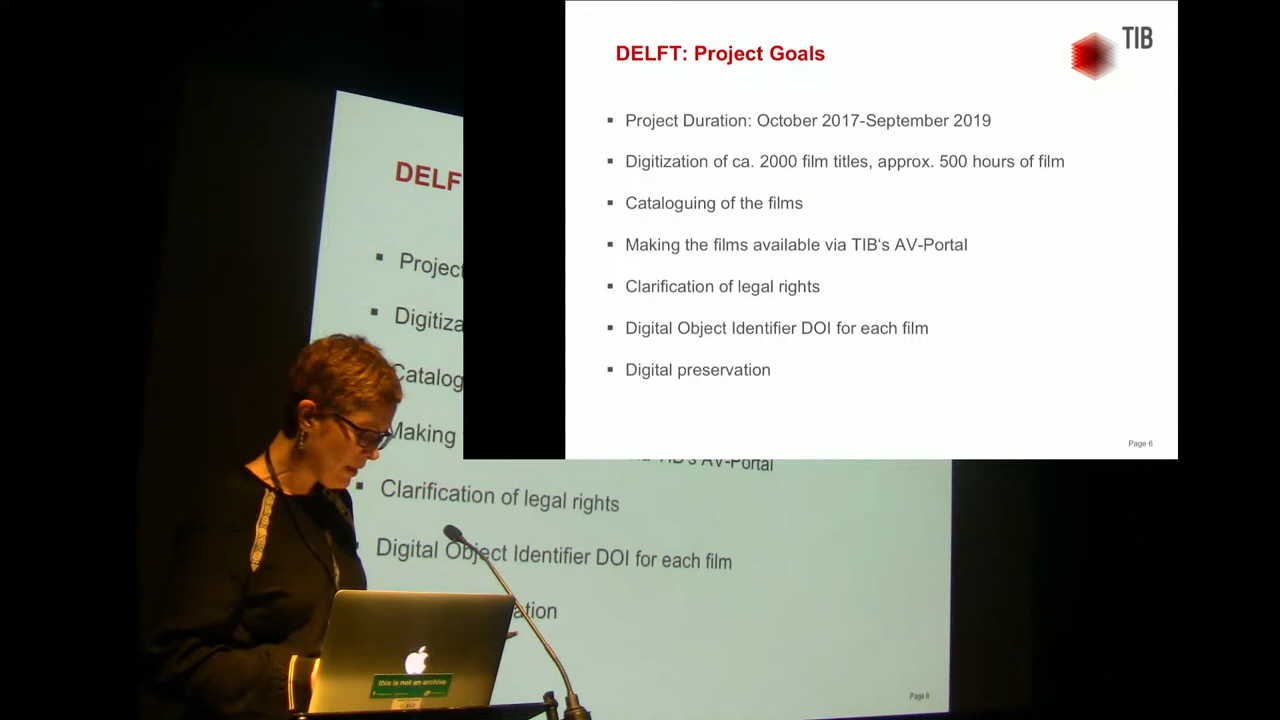 DELFT: Project Goals
TIB
▪ Project Duration: October 2017-September 2019
▪ Digitization of ca. 2000 film titles, approx. 500 hours of film
▪ Cataloguing of the films
▪ Making the films available via TIB‘s AV-Portal
▪ Clarification of legal rights
▪ Digital Object Identifier DOI for each film
▪ Digital preservation
Page 6
DELF
▪ Project
▪ Digitiza
Catalog
Making
TIB's AV-Portal
▪ Clarification of legal rights
Digital Object Identifier DOI for each film
ation
Page 6
this is not an archive